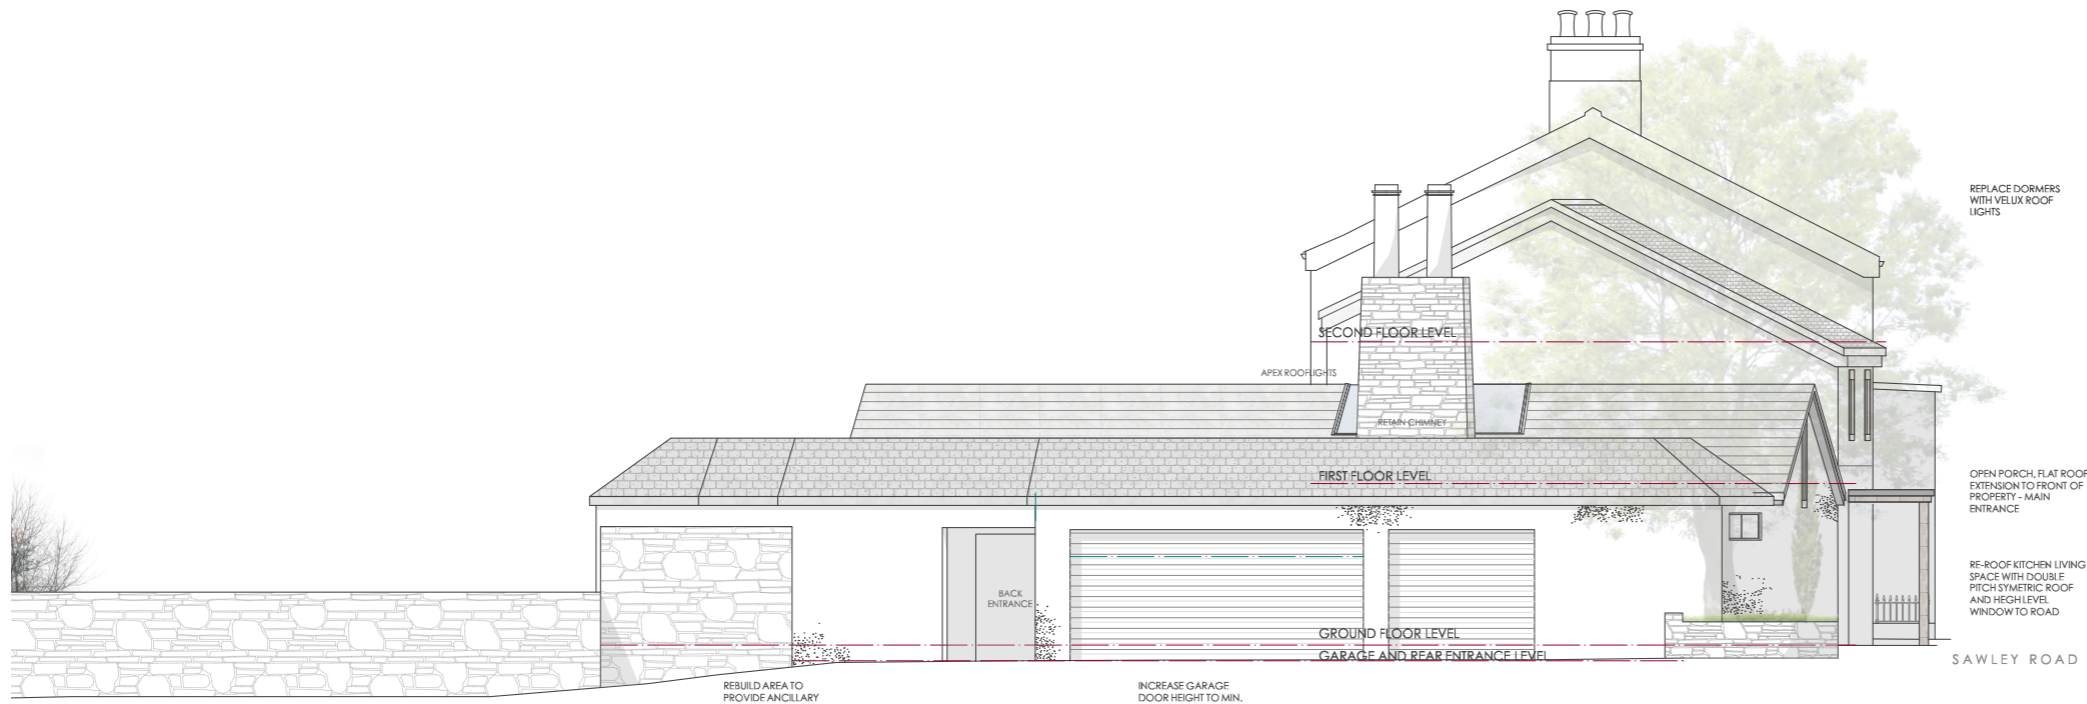 REPLACE DORMERS
WITH VELUX ROOF
LIGHTS
SECOND FLOOR LEVEL
APEX ROOFLIGHTS
RETAIN CHIMNEY
FIRST FLOOR LEVEL
OPEN PORCH, FLAT ROOF
EXTENSION TO FRONT OF
PROPERTY - MAIN
ENTRANCE
BACK
ENTRANCE
RE-ROOF KITCHEN LIVING
SPACE WITH DOUBLE
PITCH SYMETRIC ROOF
AND HEGH LEVEL
WINDOW TO ROAD
GROUND FLOOR LEVEL
GARAGE AND REAR ENTRANCE LEVEL
SAWLEY ROAD
REBUILD AREA TO
PROVIDE ANCILLARY
INCREASE GARAGE
DOOR HEIGHT TO MIN.